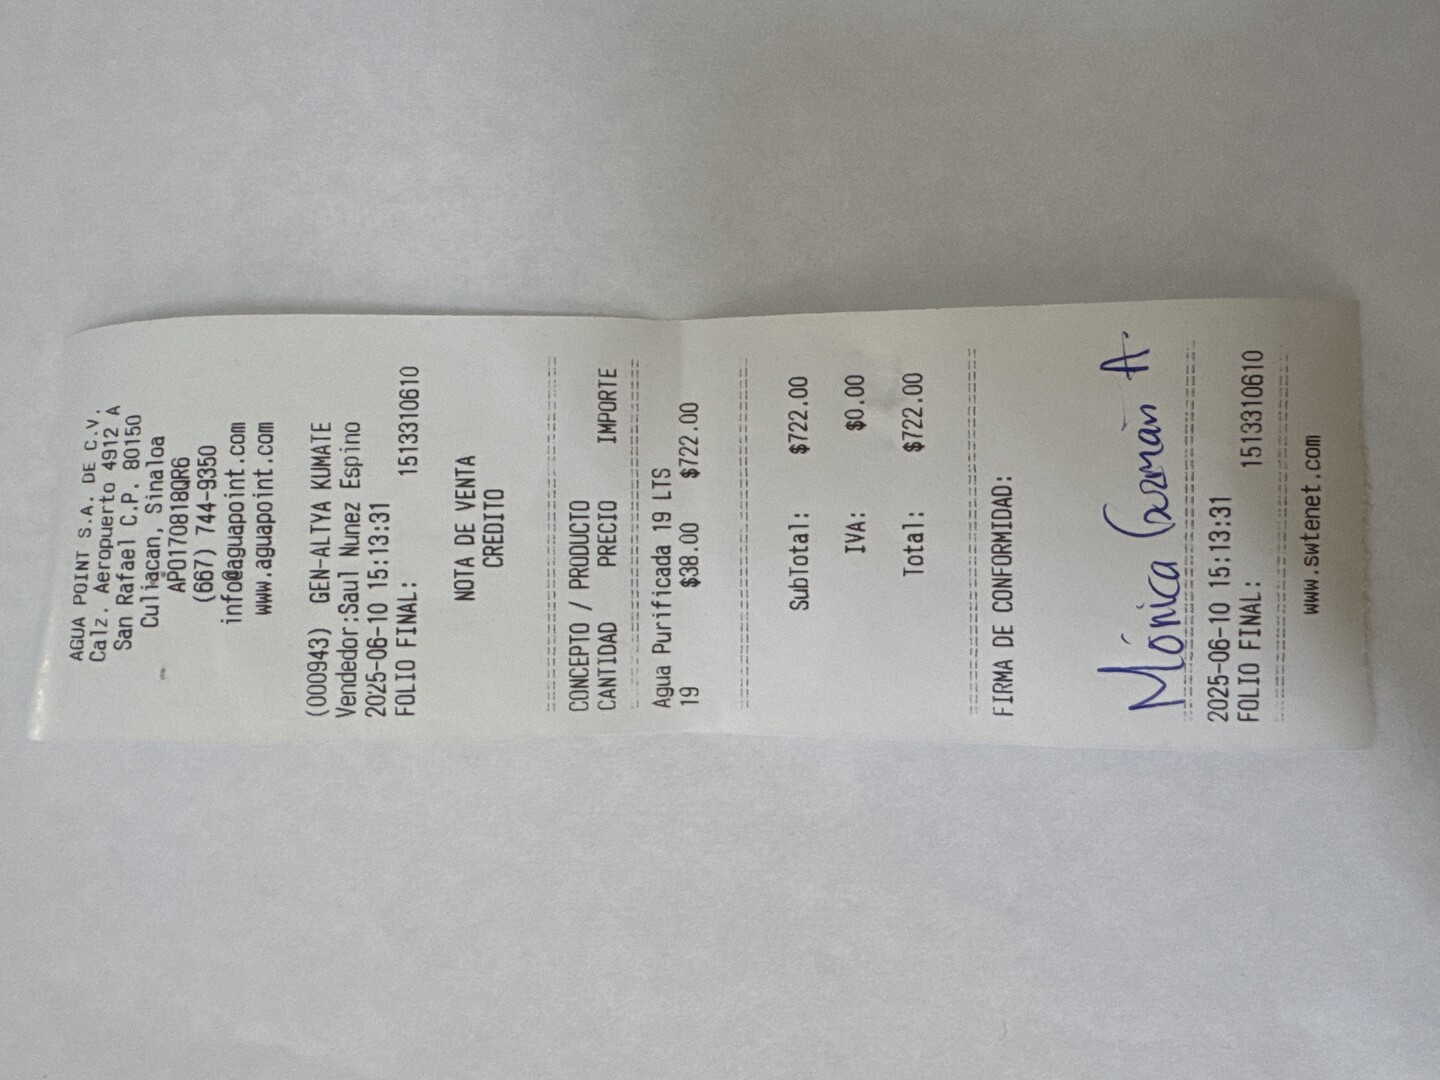 AGUA POINT S.A. DE C.V.
Calz. Aeropuerto 4912 A
San Rafael C.P. 80150
Culiacan, Sinaloa
APO170818QR6
(667) 744-9350
info@aguapoint.com
www.aguapoint.com
(000943) GEN-ALTYA KUMATE
Vendedor:Saul Nunez Espino
2025-06-10 15:13:31
FOLIO FINAL: 1513310610
NOTA DE VENTA
CREDITO
CONCEPTO / PRODUCTO
CANTIDAD PRECIO IMPORTE
Agua Purificada 19 LTS
19 $38.00 $722.00
SubTotal: $722.00
IVA: $0.00
Total: $722.00
FIRMA DE CONFORMIDAD:
Mónica Guzmán A.
2025-06-10 15:13:31
FOLIO FINAL: 1513310610
www.swtenet.com